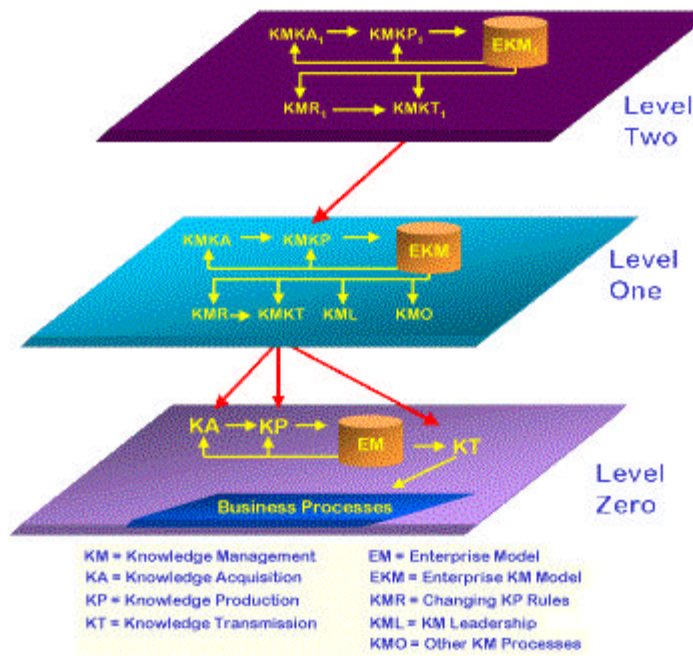 KMKA1 KMKP1 EKM1
KMR1 KMKT1
Level
Two
KMKA KMKP EKM
KMR KMKT KML KMO
Level
One
KA KP EM KT
Business Processes
Level
Zero
KM = Knowledge Management
KA = Knowledge Acquisition
KP = Knowledge Production
KT = Knowledge Transmission
EM = Enterprise Model
EKM = Enterprise KM Model
KMR = Changing KP Rules
KML = KM Leadership
KMO = Other KM Processes